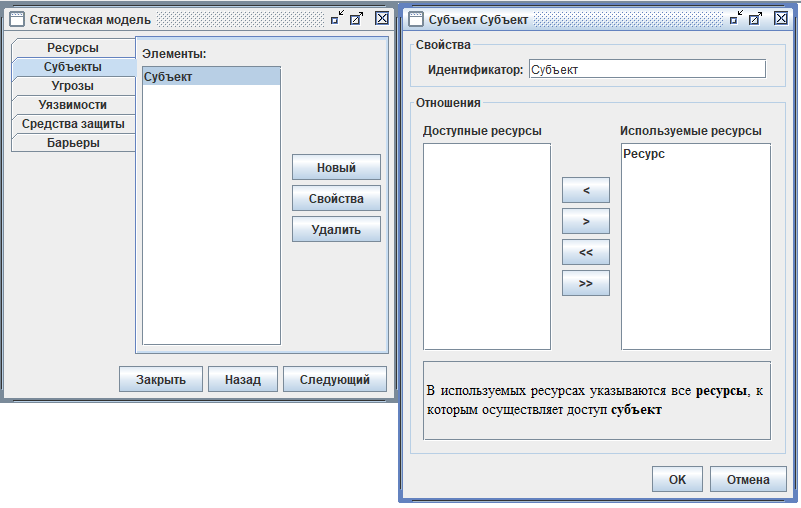 Статическая модель
Ресурсы
Субъекты
Угрозы
Уязвимости
Средства защиты
Барьеры
Элементы:
Субъект
Новый
Свойства
Удалить
Закрыть
Назад
Следующий
Субъект Субъект
Свойства
Идентификатор: Субъект
Отношения
Доступные ресурсы
Используемые ресурсы
Ресурс
<
>
<<
>>
В используемых ресурсах указываются все ресурсы, к
которым осуществляет доступ субъект
OK
Отмена